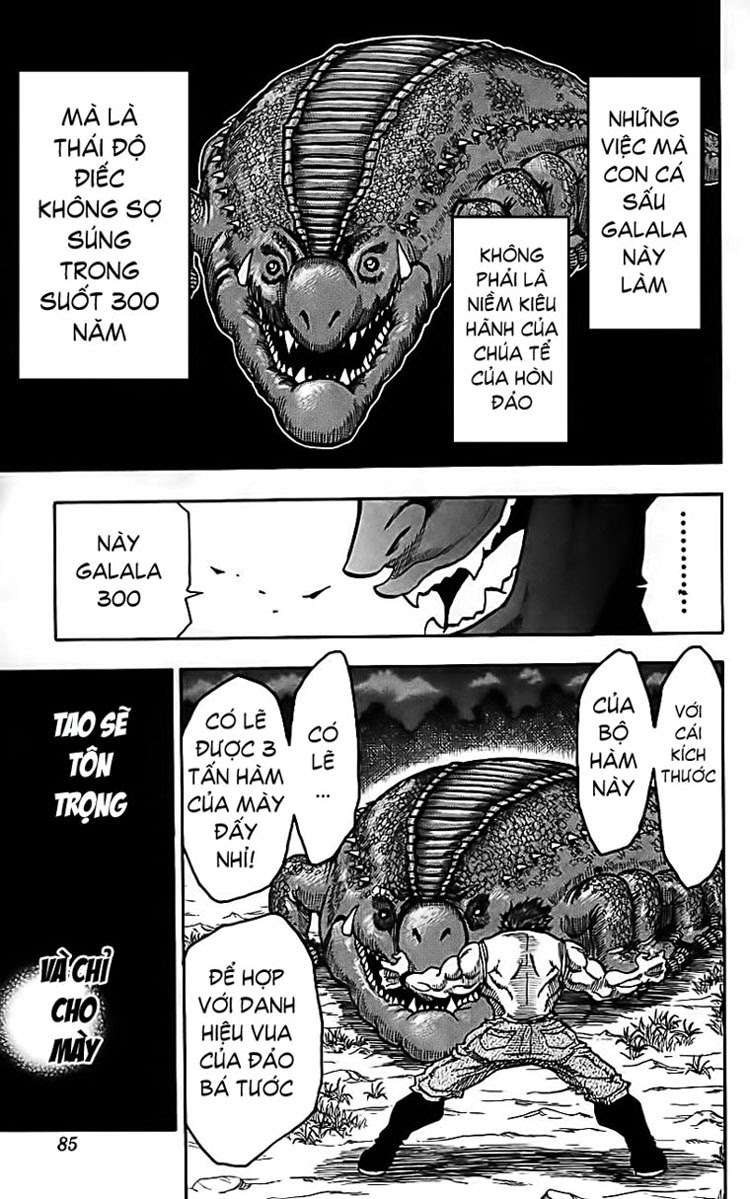 NHỮNG
VIỆC MÀ
CON CÁ
SẤU
GALALA
NÀY
LÀM
KHÔNG
PHẢI LÀ
NIỀM KIÊU
HÀNH CỦA
CHÚA TỂ
CỦA HÒN
ĐẢO
MÀ LÀ
THÁI ĐỘ
ĐIẾC
KHÔNG SỢ
SÚNG
TRONG
SUỐT 300
NĂM
........
NÀY
GALALA
300
VỚI
CÁI
KÍCH
THƯỚC
CỦA
BỘ
HÀM
NÀY
CÓ
LẼ
...
CÓ LẼ
ĐƯỢC 3
TẤN HÀM
CỦA MÀY
ĐẤY
NHỈ!
ĐỂ HỢP
VỚI DANH
HIỆU VUA
CỦA ĐẢO
BÁ TƯỚC
TAO SẼ
TÔN
TRỌNG
VÀ CHỈ
CHO
MÀY
85